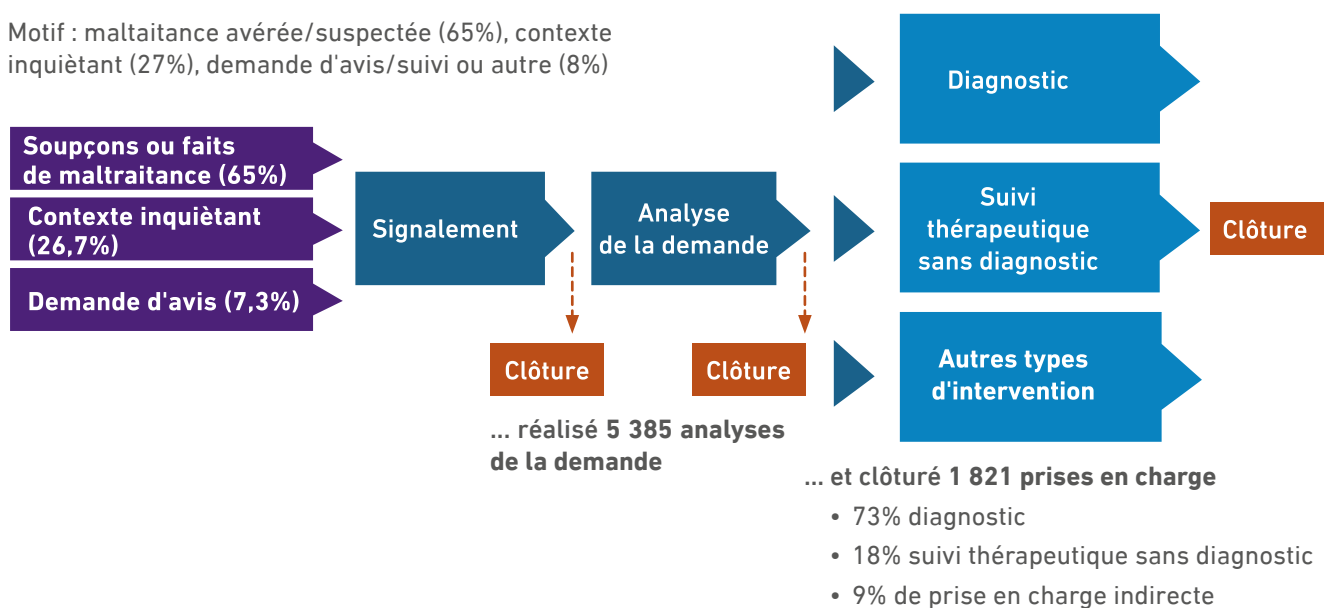 Motif : maltaitance avérée/suspectée (65%), contexte
inquiètant (27%), demande d'avis/suivi ou autre (8%)
Soupçons ou faits
de maltraitance (65%)
Contexte inquiètant
(26,7%)
Demande d'avis (7,3%)
Signalement
Analyse
de la demande
Diagnostic
Suivi
thérapeutique
sans diagnostic
Autres types
d'intervention
Clôture
Clôture
Clôture
... réalisé 5 385 analyses
de la demande
... et clôturé 1 821 prises en charge
• 73% diagnostic
• 18% suivi thérapeutique sans diagnostic
• 9% de prise en charge indirecte